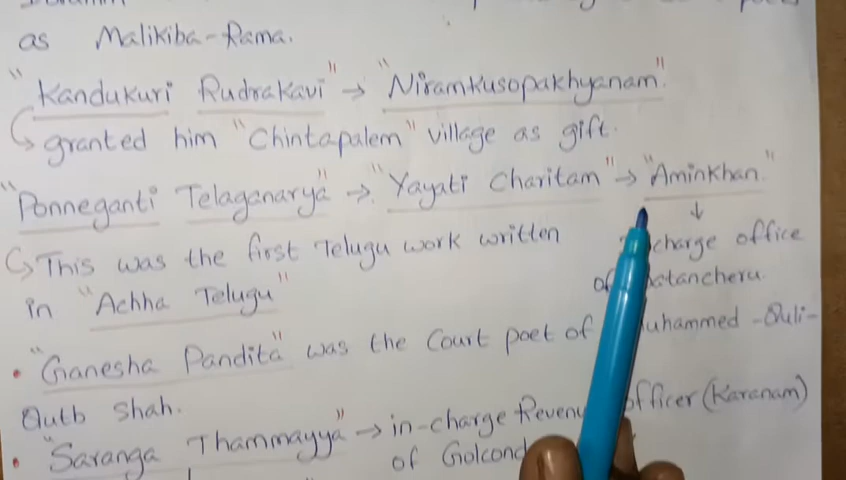 as Malikiba-Rama.
"Kandukuri Rudrakavi" → "Niramkusopakhyanam".
granted him "Chintapalem" village as gift.
"Ponneganti Telaganarya" → "Yayati Charitam" → "Aminkhan."
This was the first Telugu work written charge office
in "Achha Telugu" of
• "Ganesha Pandita" was the Court poet of -Quli-
Qutb Shah.
• "Saranga Thammayya" → in-charge officer (Karanam)
of